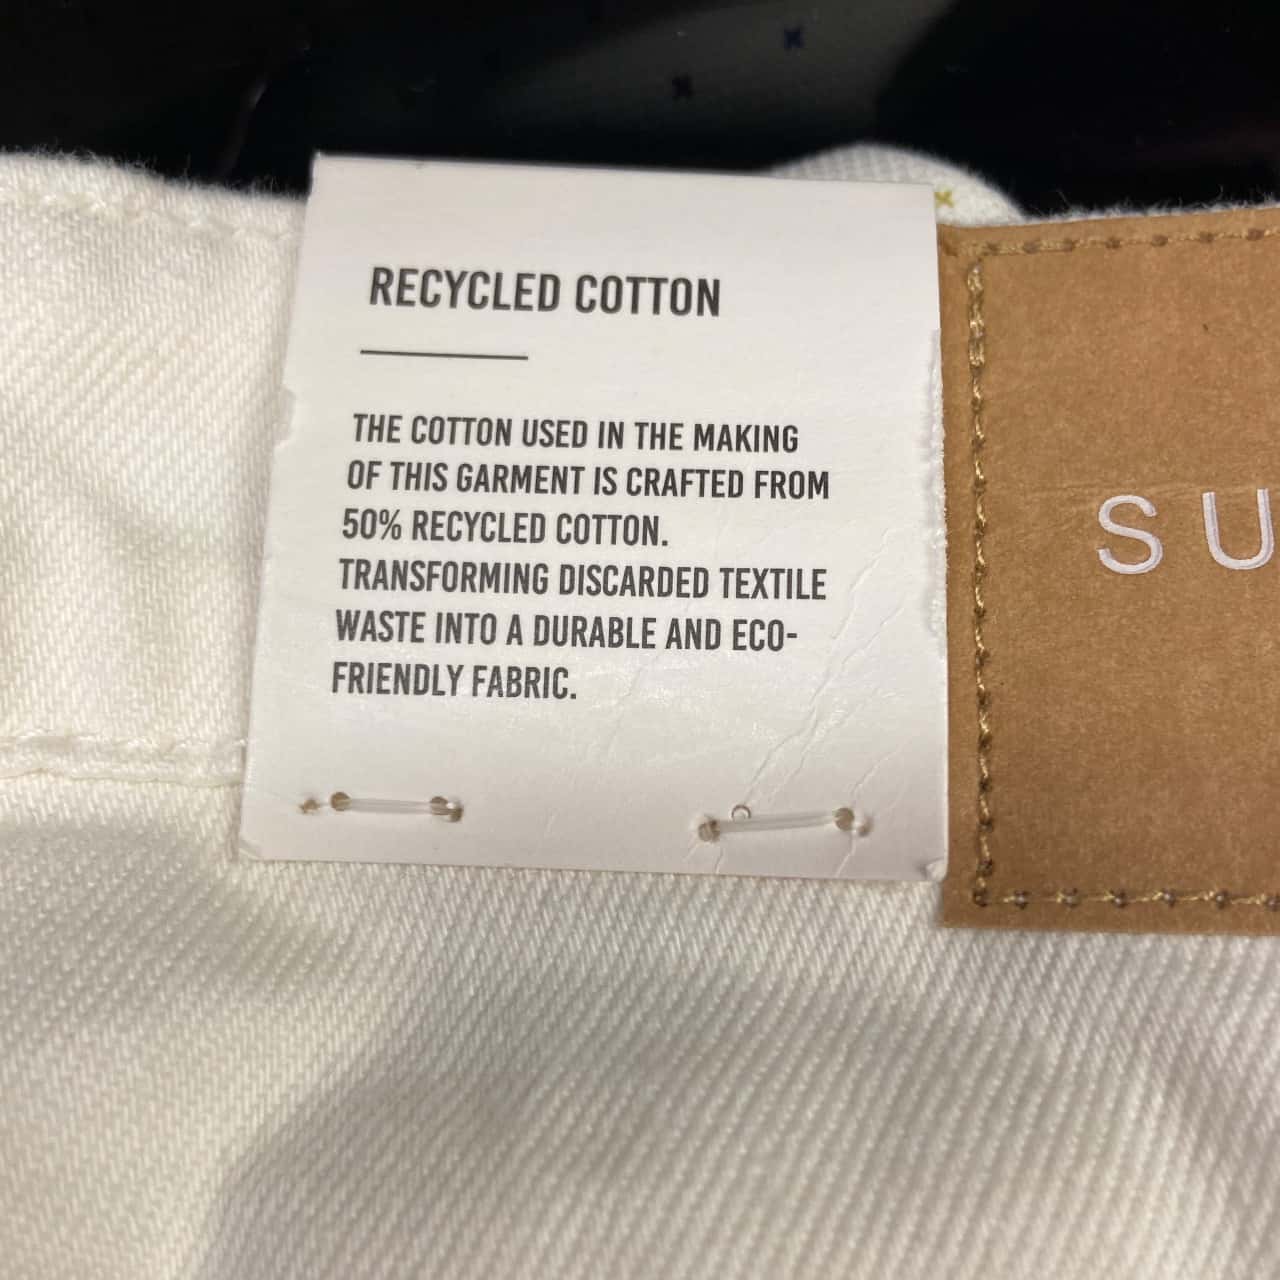 RECYCLED COTTON
THE COTTON USED IN THE MAKING
OF THIS GARMENT IS CRAFTED FROM
50% RECYCLED COTTON.
TRANSFORMING DISCARDED TEXTILE
WASTE INTO A DURABLE AND ECO-
FRIENDLY FABRIC.
SU